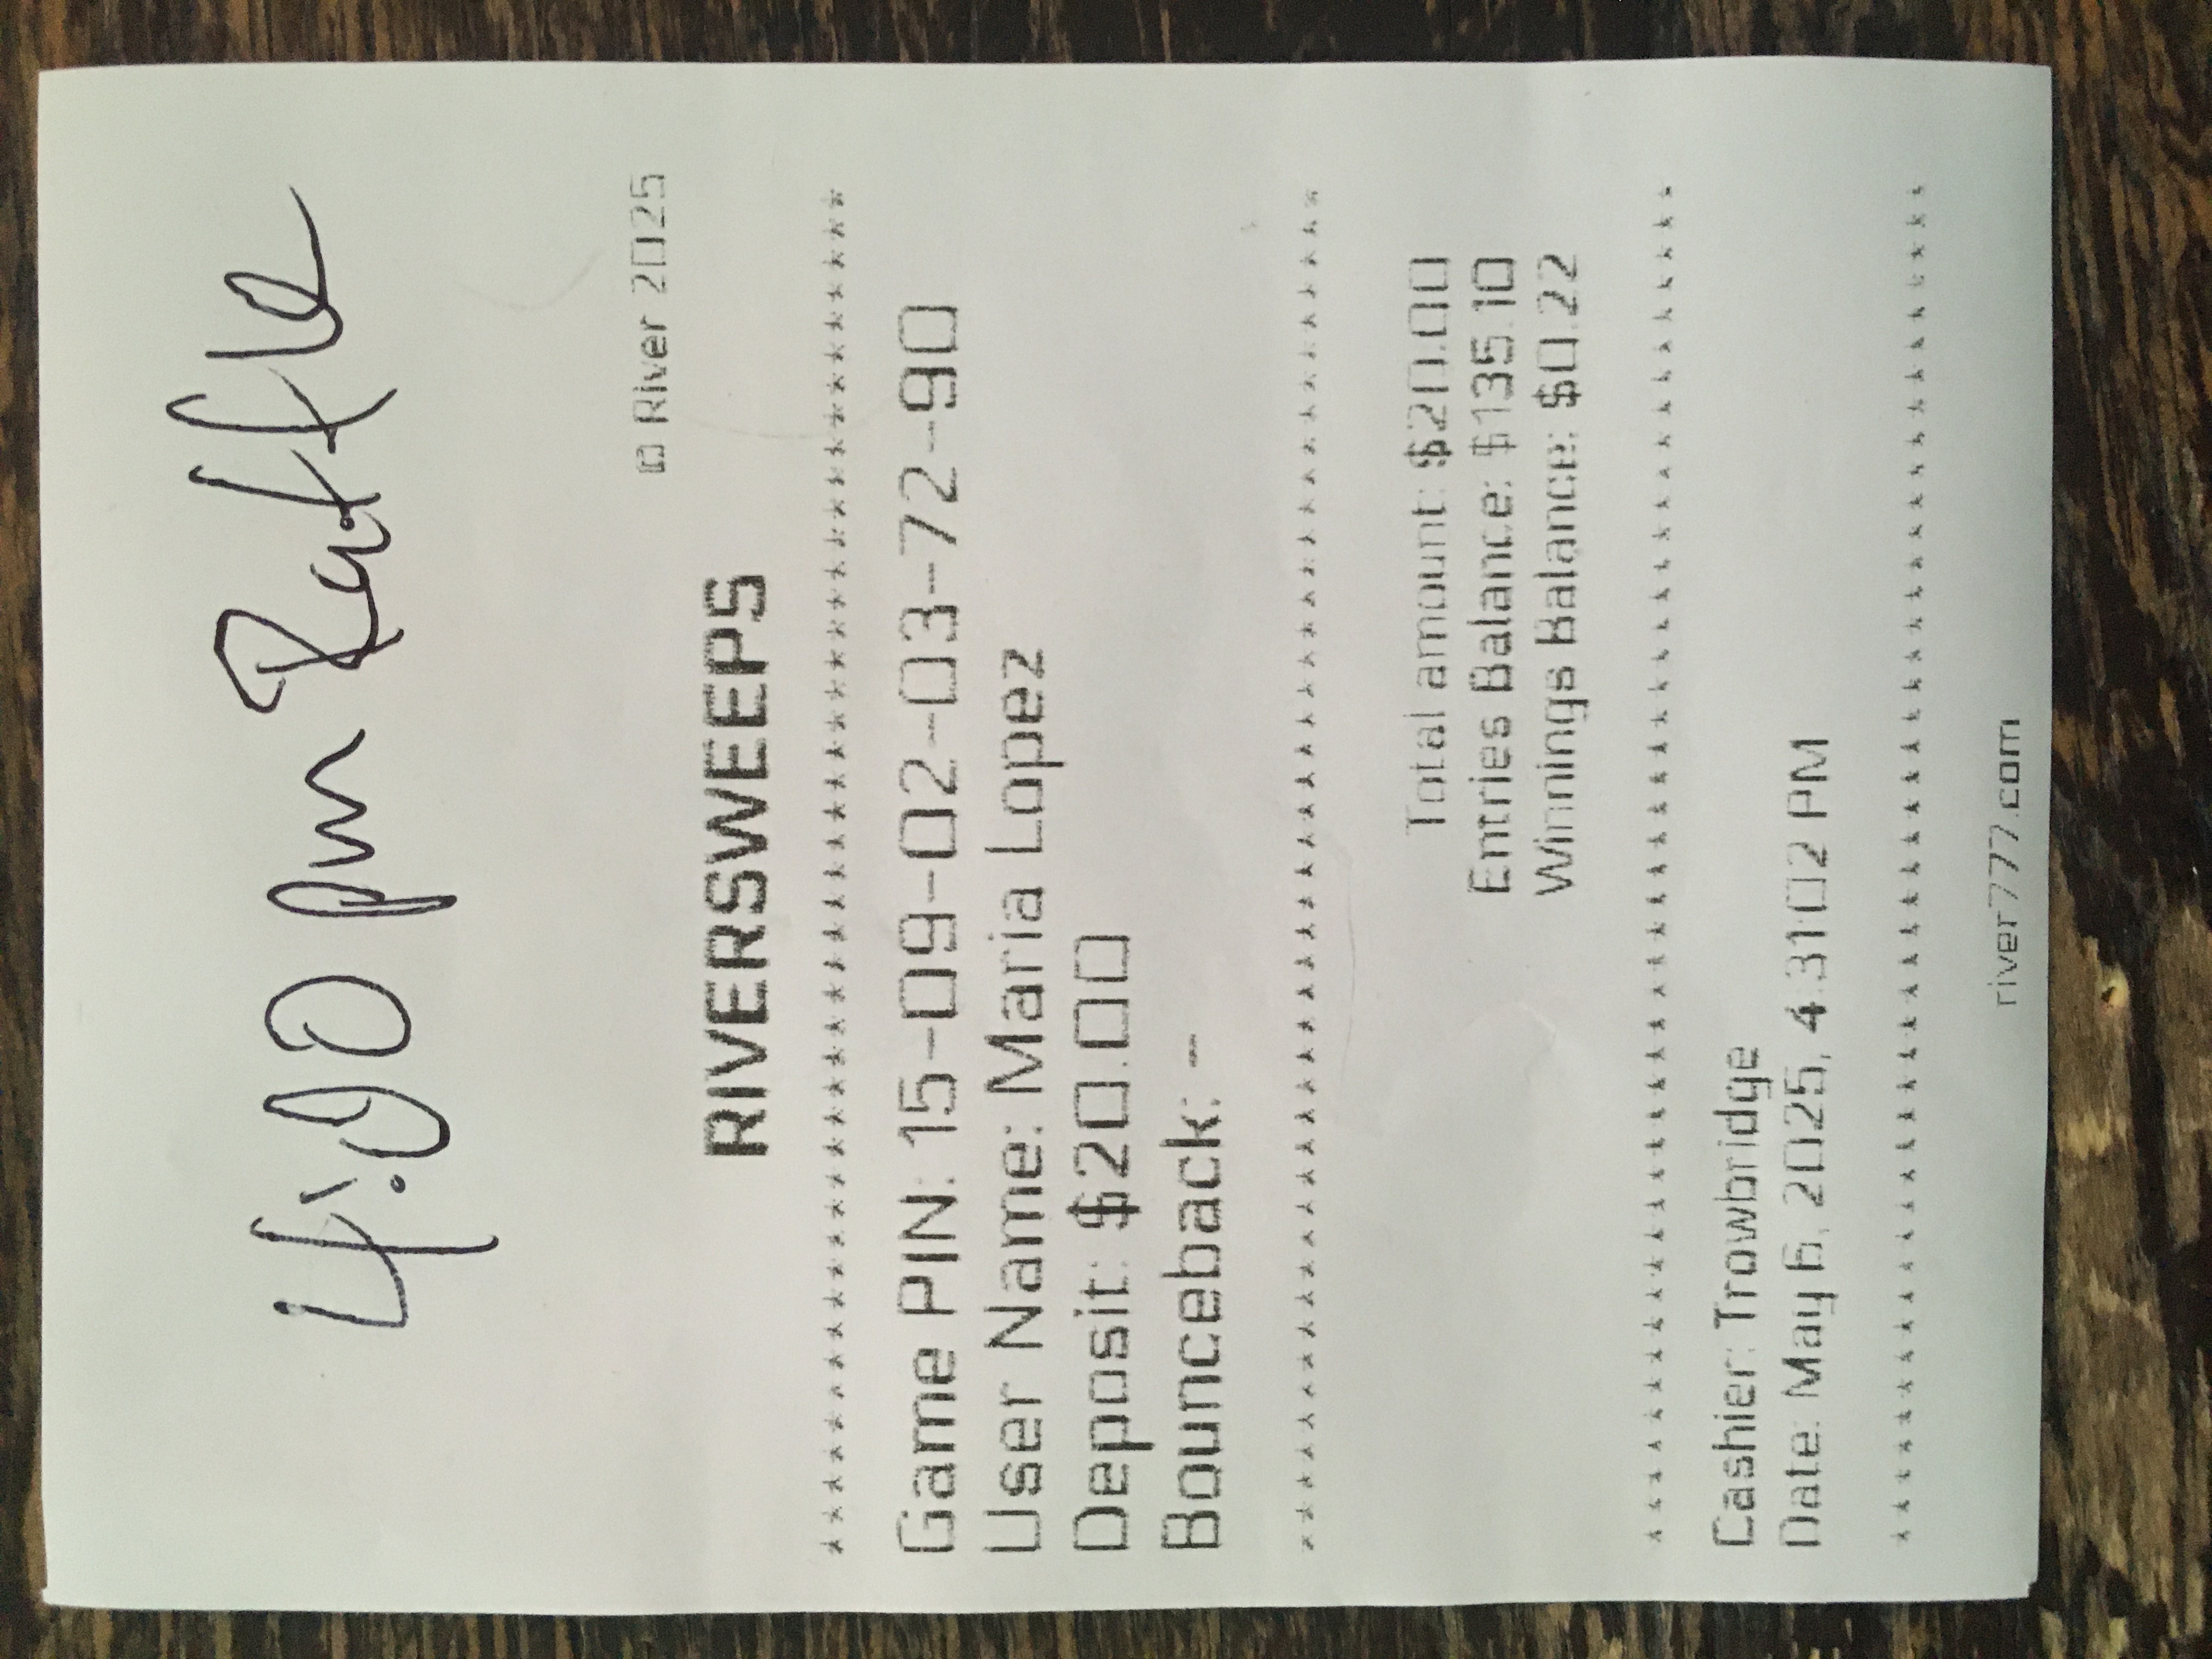 4:00 pm Raffle
© River 2025
RIVERSWEEPS
****************************************
Game PIN: 15-09-02-03-72-90
User Name: Maria Lopez
Deposit: $20.00
Bounceback: -
****************************************
Total amount: $20.00
Entries Balance: $135.10
Winnings Balance: $0.22
****************************************
Cashier: Trowbridge
Date: May 6, 2025, 4:31:02 PM
****************************************
river777.com